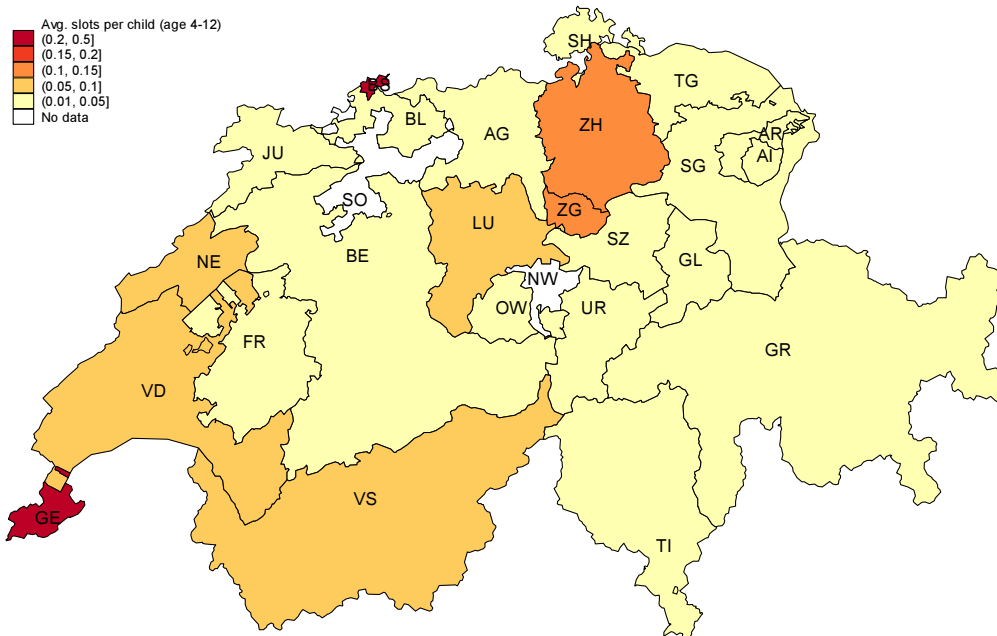 Avg. slots per child (age 4-12)
(0.2, 0.5]
(0.15, 0.2]
(0.1, 0.15]
(0.05, 0.1]
(0.01, 0.05]
No data
SH
TG
BL
AG
ZH
AR
AI
JU
SG
SO
ZG
LU
SZ
BE
NE
GL
NW
OW
UR
FR
GR
VD
VS
GE
TI